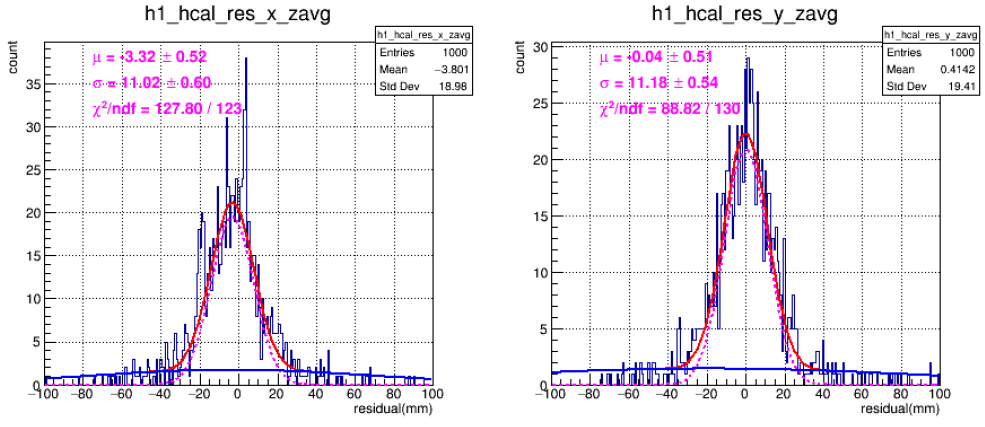 h1_hcal_res_x_zavg
count
h1_hcal_res_x_zavg
Entries 1000
Mean −3.801
Std Dev 18.98
μ = -3.32 ± 0.52
σ = 11.02 ± 0.60
χ²/ndf = 127.80 / 123
35
30
25
20
15
10
5
0
−100 −80 −60 −40 −20 0 20 40 60 80 100
residual(mm)
h1_hcal_res_y_zavg
count
h1_hcal_res_y_zavg
Entries 1000
Mean 0.4142
Std Dev 19.41
μ = -0.04 ± 0.51
σ = 11.18 ± 0.54
χ²/ndf = 88.82 / 130
30
25
20
15
10
5
0
−100 −80 −60 −40 −20 0 20 40 60 80 100
residual(mm)